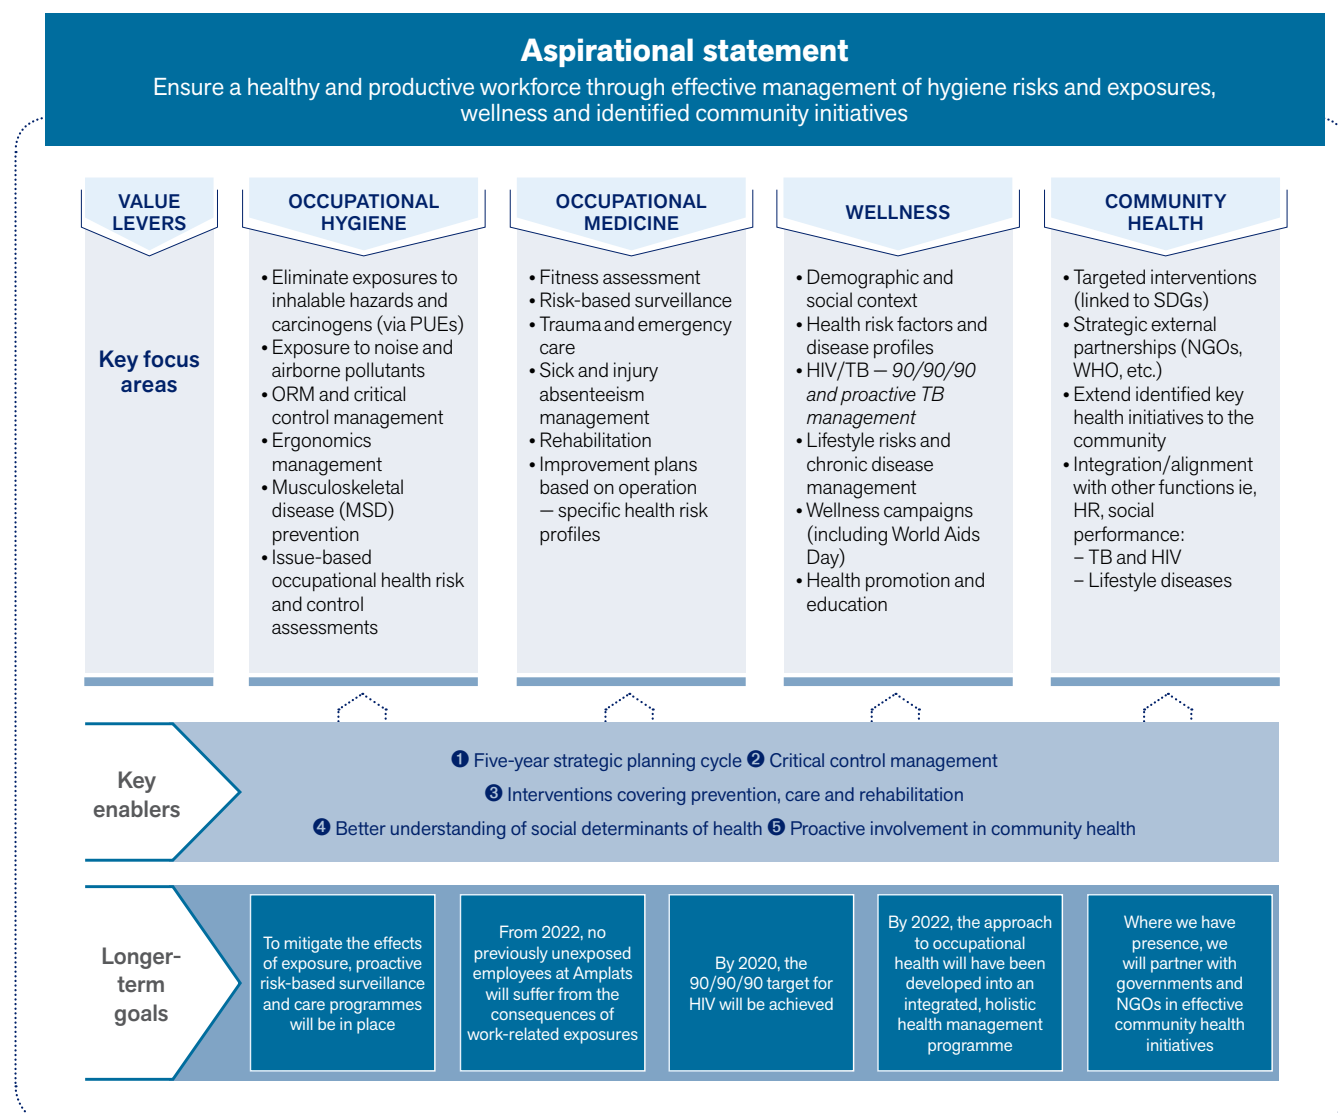 Aspirational statement
Ensure a healthy and productive workforce through effective management of hygiene risks and exposures,
wellness and identified community initiatives
VALUE
LEVERS
Key focus
areas
OCCUPATIONAL
HYGIENE
• Eliminate exposures to
inhalable hazards and
carcinogens (via PUEs)
• Exposure to noise and
airborne pollutants
• ORM and critical
control management
• Ergonomics
management
• Musculoskeletal
disease (MSD)
prevention
• Issue-based
occupational health risk
and control
assessments
OCCUPATIONAL
MEDICINE
• Fitness assessment
• Risk-based surveillance
• Trauma and emergency
care
• Sick and injury
absenteeism
management
• Rehabilitation
• Improvement plans
based on operation
— specific health risk
profiles
WELLNESS
• Demographic and
social context
• Health risk factors and
disease profiles
• HIV/TB — 90/90/90
and proactive TB
management
• Lifestyle risks and
chronic disease
management
• Wellness campaigns
(including World Aids
Day)
• Health promotion and
education
COMMUNITY
HEALTH
• Targeted interventions
(linked to SDGs)
• Strategic external
partnerships (NGOs,
WHO, etc.)
• Extend identified key
health initiatives to the
community
• Integration/alignment
with other functions ie,
HR, social
performance:
– TB and HIV
– Lifestyle diseases
Key
enablers
❶ Five-year strategic planning cycle ❷ Critical control management
❸ Interventions covering prevention, care and rehabilitation
❹ Better understanding of social determinants of health ❺ Proactive involvement in community health
Longer-
term
goals
To mitigate the effects
of exposure, proactive
risk-based surveillance
and care programmes
will be in place
From 2022, no
previously unexposed
employees at Amplats
will suffer from the
consequences of
work-related exposures
By 2020, the
90/90/90 target for
HIV will be achieved
By 2022, the approach
to occupational
health will have been
developed into an
integrated, holistic
health management
programme
Where we have
presence, we
will partner with
governments and
NGOs in effective
community health
initiatives